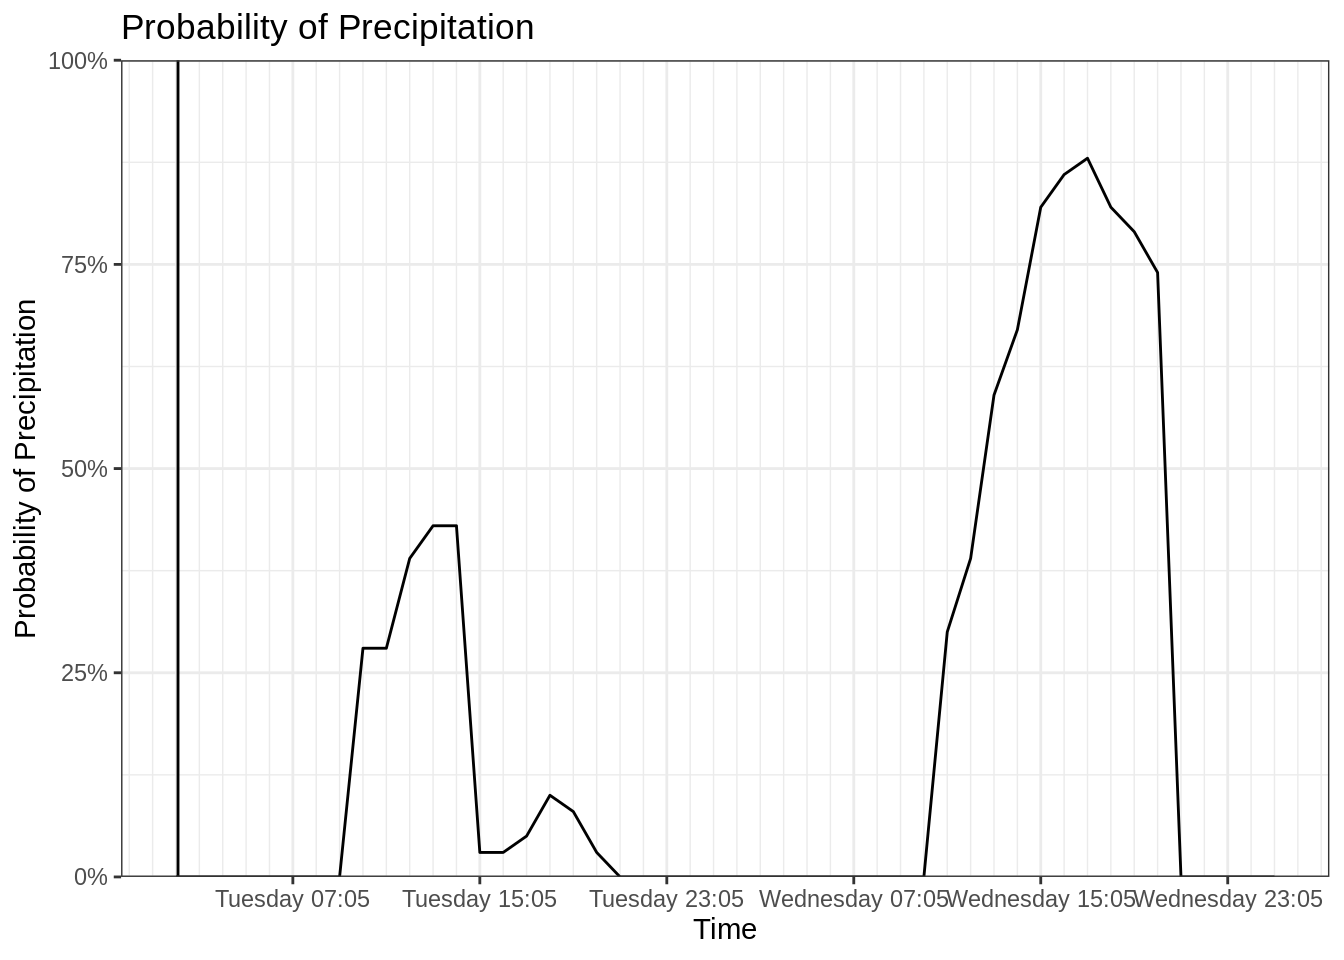 Probability of Precipitation
100%
75%
50%
25%
0%
Probability of Precipitation
Tuesday 07:05
Tuesday 15:05
Tuesday 23:05
Wednesday 07:05
Wednesday 15:05
Wednesday 23:05
Time